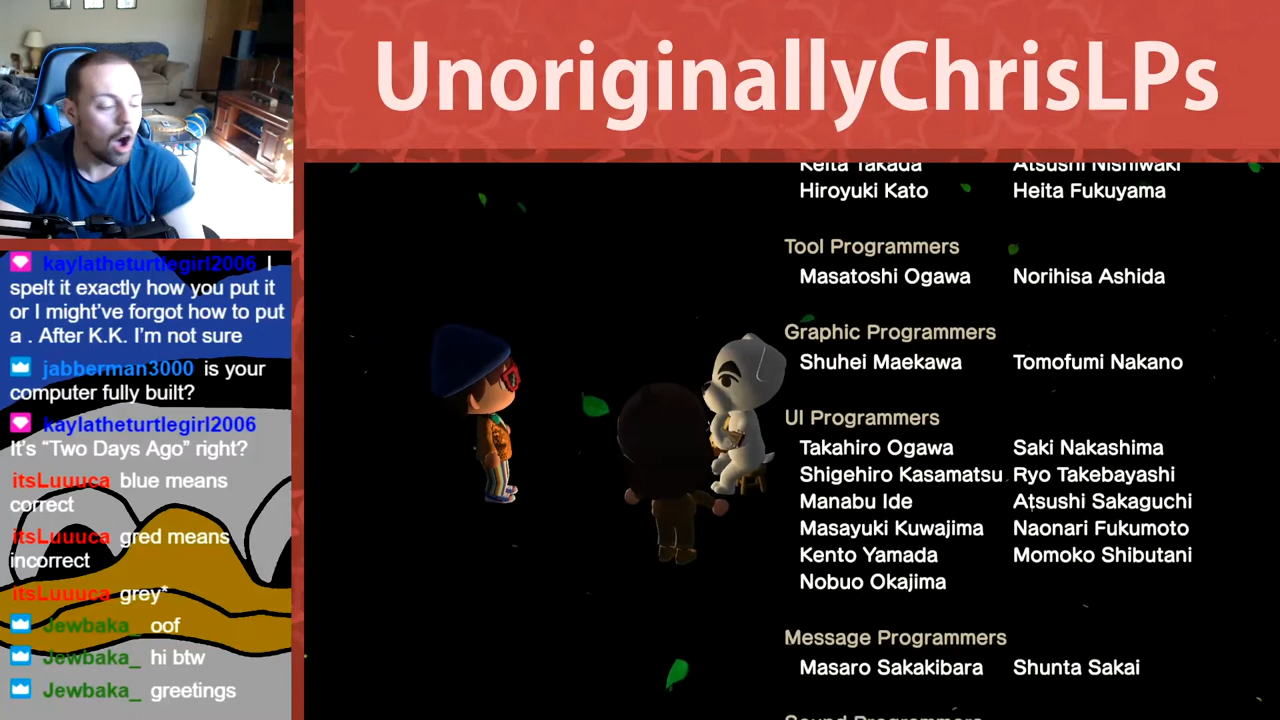 UnoriginallyChrisLPs
kaylatheturtlegirl2006 I
spelt it exactly how you put it
or I might've forgot how to put
a . After K.K. I'm not sure
jabberman3000 is your
computer fully built?
kaylatheturtlegirl2006
It's “Two Days Ago” right?
itsLuuuca blue means
correct
itsLuuuca gred means
incorrect
itsLuuuca grey*
Jewbaka_ oof
Jewbaka_ hi btw
Jewbaka_ greetings
Keita Takada Atsushi Nishiwaki
Hiroyuki Kato Heita Fukuyama
Tool Programmers
Masatoshi Ogawa Norihisa Ashida
Graphic Programmers
Shuhei Maekawa Tomofumi Nakano
UI Programmers
Takahiro Ogawa Saki Nakashima
Shigehiro Kasamatsu Ryo Takebayashi
Manabu Ide Atsushi Sakaguchi
Masayuki Kuwajima Naonari Fukumoto
Kento Yamada Momoko Shibutani
Nobuo Okajima
Message Programmers
Masaro Sakakibara Shunta Sakai